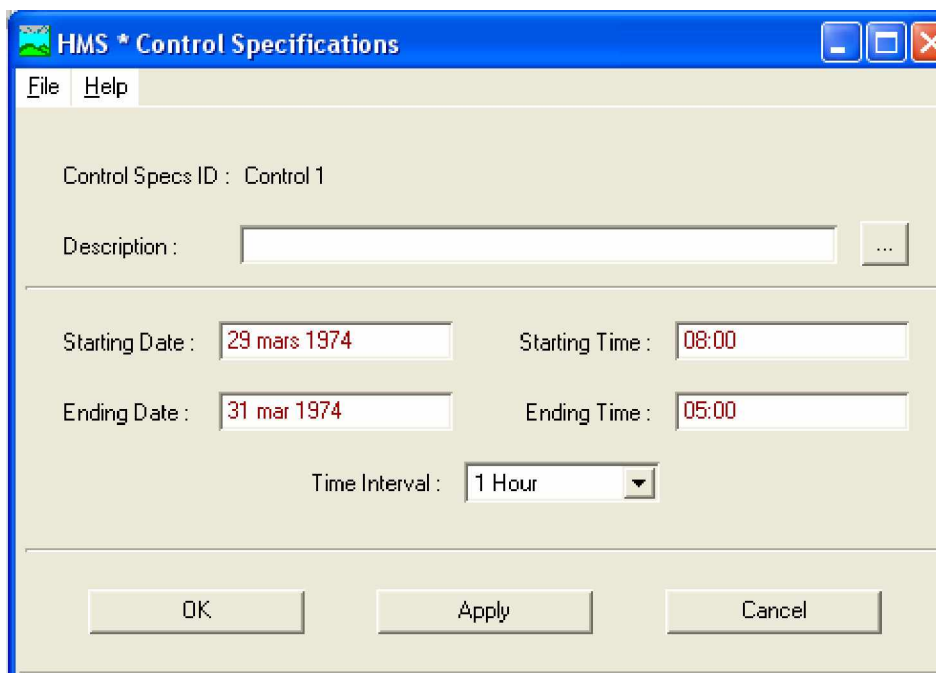 HMS * Control Specifications
File Help
Control Specs ID : Control 1
Description : ...
Starting Date : 29 mars 1974 Starting Time : 08:00
Ending Date : 31 mar 1974 Ending Time : 05:00
Time Interval : 1 Hour
OK Apply Cancel